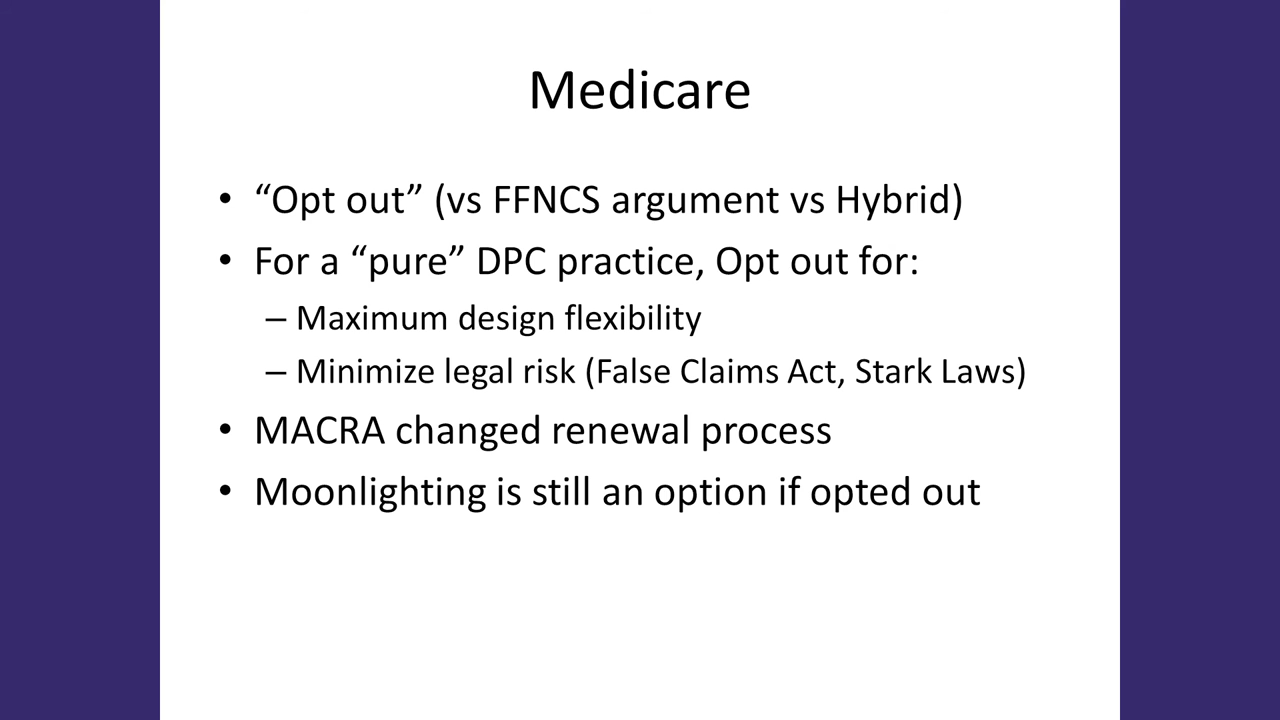 Medicare
• “Opt out” (vs FFNCS argument vs Hybrid)
• For a “pure” DPC practice, Opt out for:
– Maximum design flexibility
– Minimize legal risk (False Claims Act, Stark Laws)
• MACRA changed renewal process
• Moonlighting is still an option if opted out